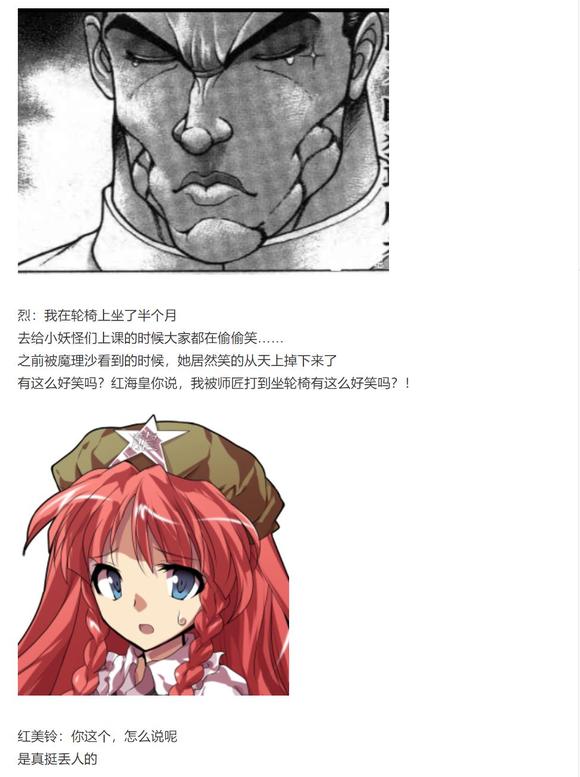 烈：我在轮椅上坐了半个月
去给小妖怪们上课的时候大家都在偷偷笑……
之前被魔理沙看到的时候，她居然笑的从天上掉下来了
有这么好笑吗？红海皇你说，我被师匠打到坐轮椅有这么好笑吗？！
红美铃：你这个，怎么说呢
是真挺丢人的